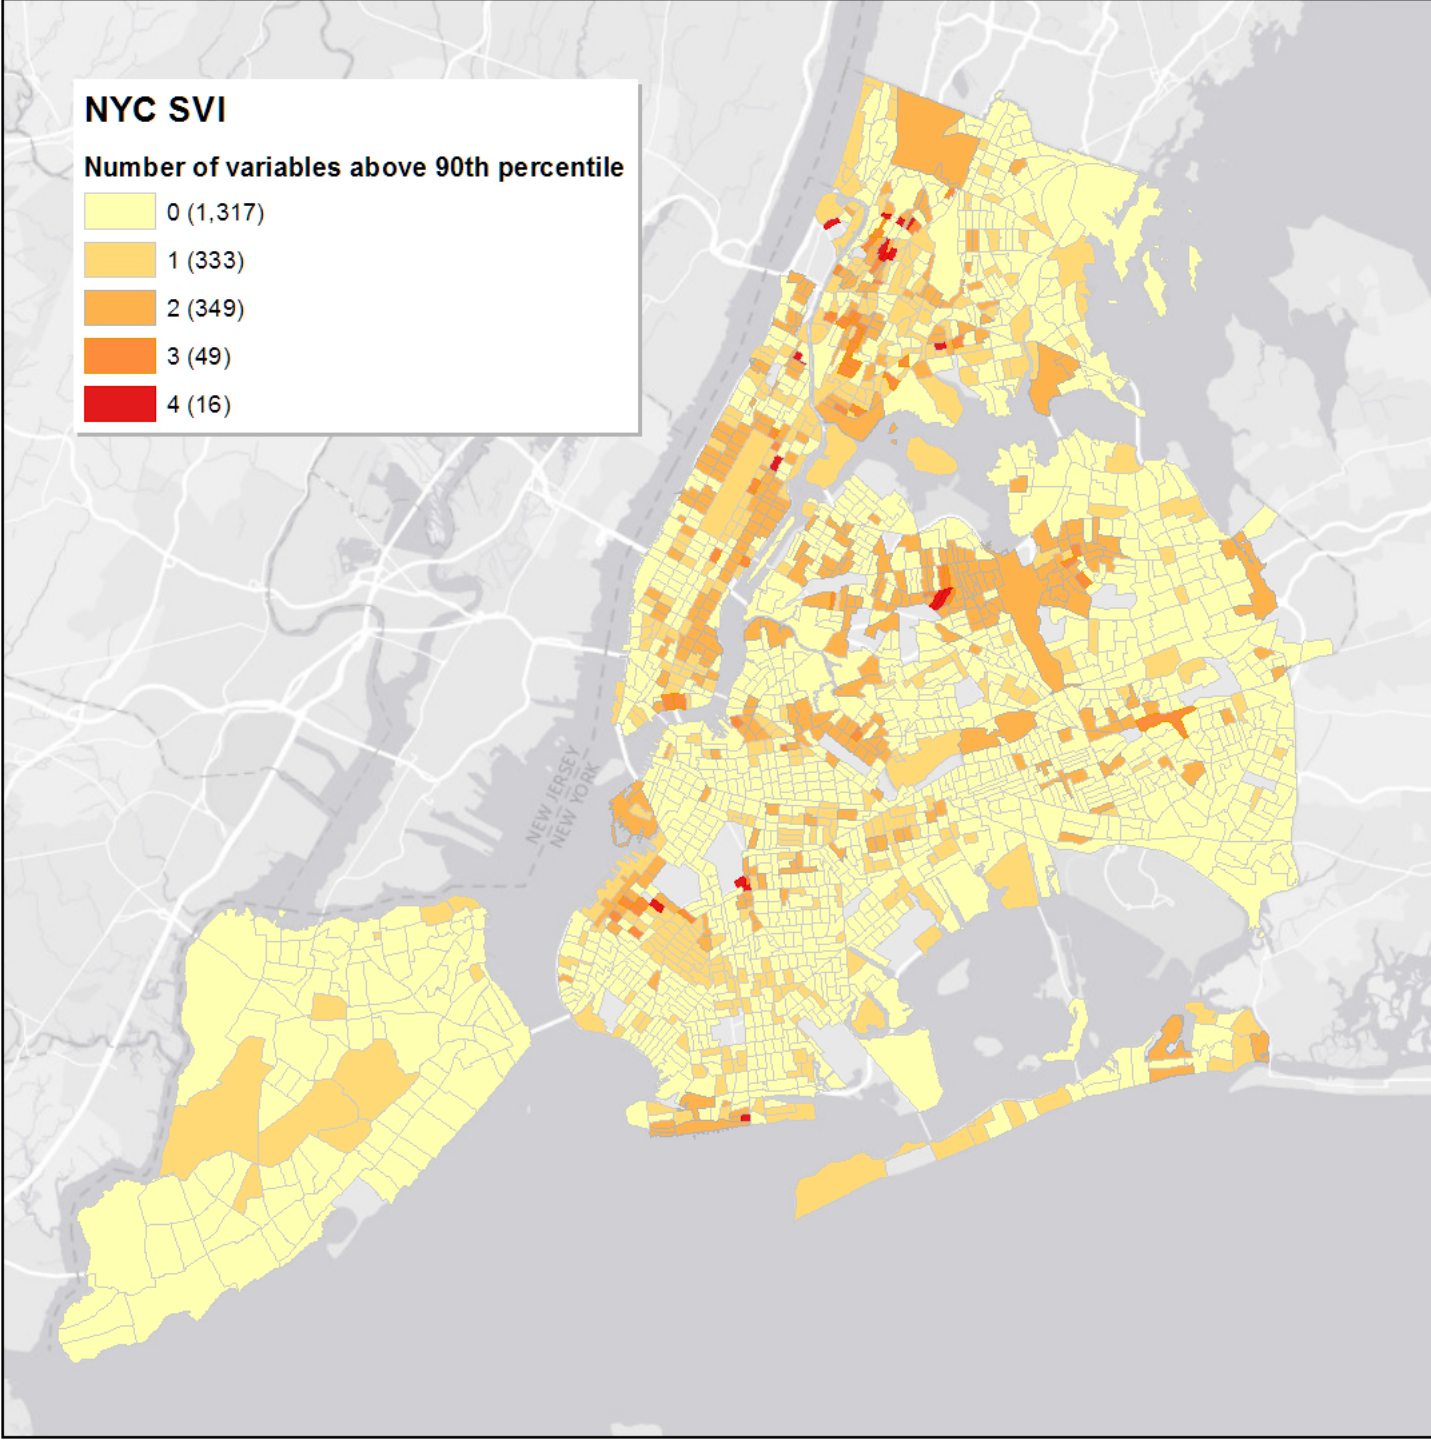 NYC SVI
Number of variables above 90th percentile
0 (1,317)
1 (333)
2 (349)
3 (49)
4 (16)
NEW JERSEY
NEW YORK